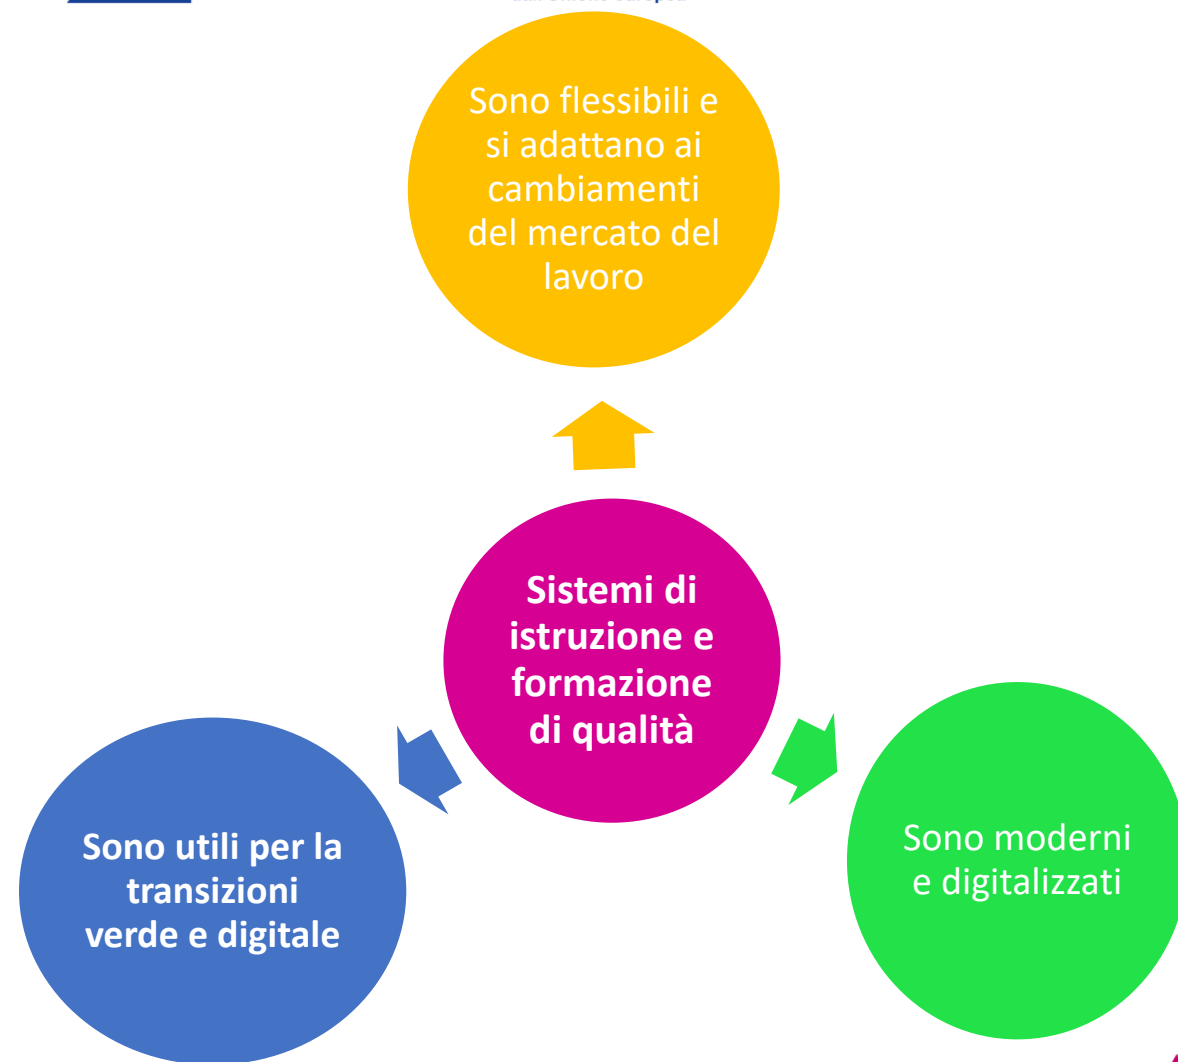 Sono flessibili e
si adattano ai
cambiamenti
del mercato del
lavoro
Sistemi di
istruzione e
formazione
di qualità
Sono utili per la
transizioni
verde e digitale
Sono moderni
e digitalizzati